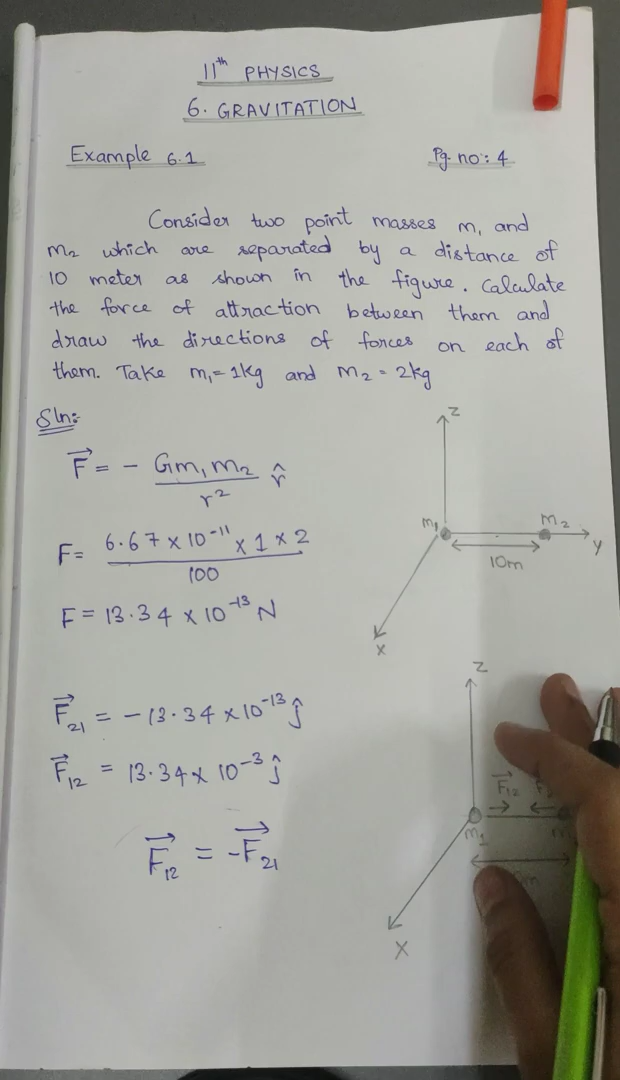 11th PHYSICS
6. GRAVITATION
Example 6.1
Pg. no: 4
Consider two point masses m₁ and
m₂ which are separated by a distance of
10 meter as shown in the figure. Calculate
the force of attraction between them and
draw the directions of forces on each of
them. Take m₁=1kg and m₂=2kg
Sln:-
F⃗ = - Gm₁m₂/r² r̂
F= 6.67×10⁻¹¹×1×2/100
F= 13.34×10⁻¹³ N
F⃗₂₁ = -13.34×10⁻¹³ ĵ
F⃗₁₂ = 13.34×10⁻³ ĵ
F⃗₁₂ = -F⃗₂₁
Z
m₁
m₂
Y
10m
X
Z
F⃗₁₂
m₁
X